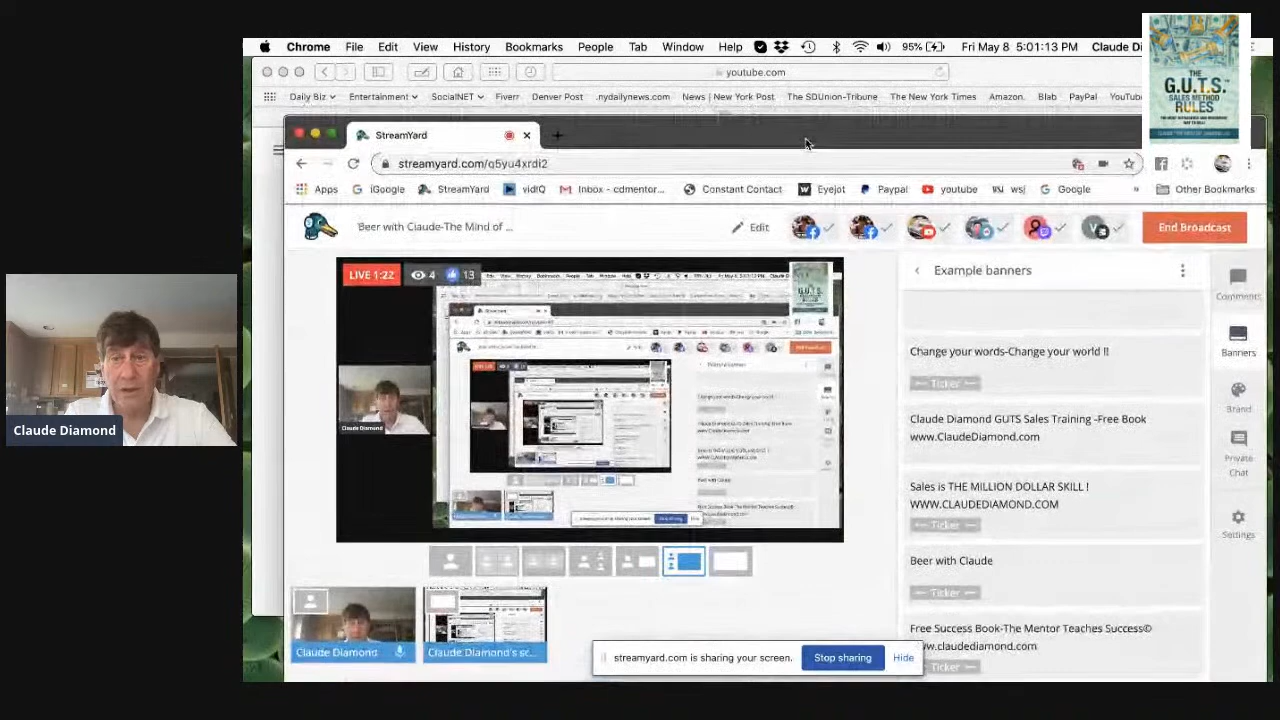 Chrome File Edit View History Bookmarks People Tab Window Help 95% Fri May 8 5:01:13 PM Claude Di
youtube.com
Daily Biz Entertainment SocialNET Fiverr Denver Post .nydailynews.com News | New York Post The SDUnion-Tribune The New York Times Amazon. Blab PayPal YouTub
THE
G.U.T.S.
SALES METHOD
RULES
StreamYard
streamyard.com/q5yu4xrdi2
Apps iGoogle StreamYard vidIQ Inbox - cdmentor... Constant Contact Eyejot Paypal youtube wsj Google » Other Bookmarks
Beer with Claude-The Mind of ... Edit End Broadcast
LIVE 1:22 4 13
Claude Diamond
Example banners
Comments
Change your words-Change your world !!
Ticker
Banners
Claude Diamond GUTS Sales Training -Free Book
www.ClaudeDiamond.com
Brand
Sales is THE MILLION DOLLAR SKILL !
WWW.CLAUDEDIAMOND.COM
Ticker
Private
Chat
Beer with Claude
Ticker
Settings
Free Success Book-The Mentor Teaches Success©
www.claudediamond.com
Ticker
Claude Diamond
Claude Diamond's sc...
streamyard.com is sharing your screen. Stop sharing Hide
Claude Diamond